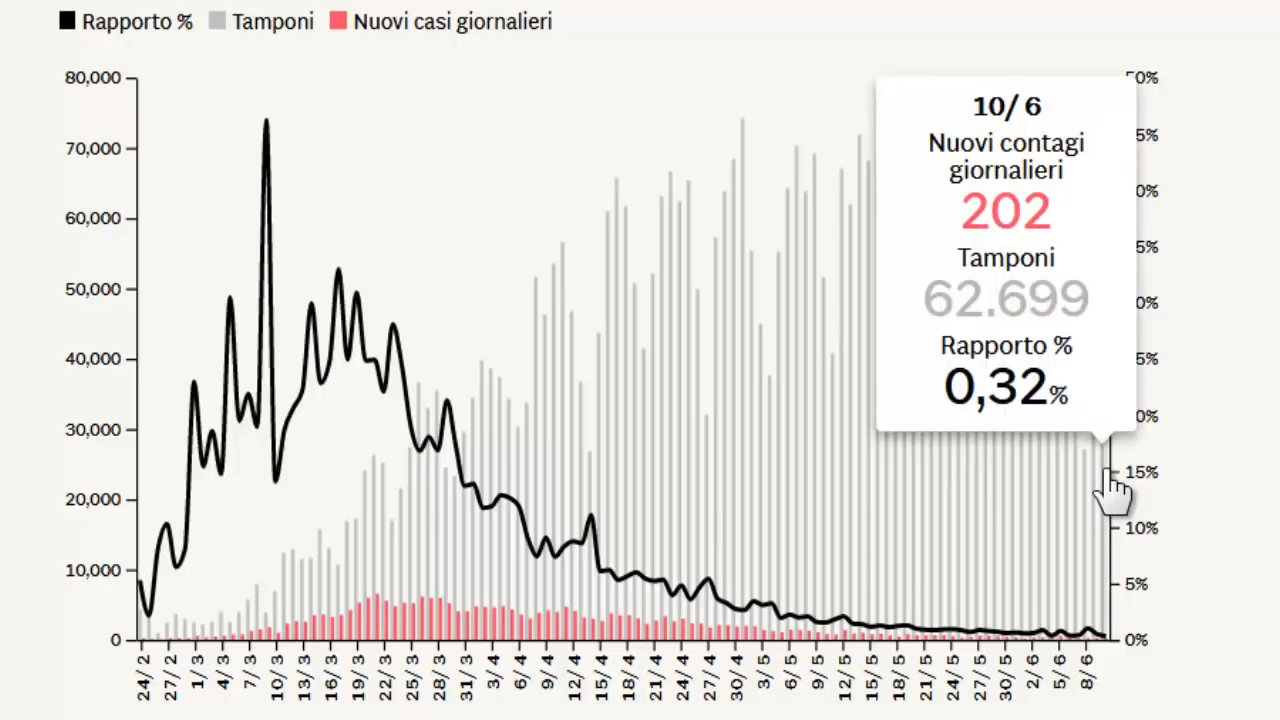 Rapporto % Tamponi Nuovi casi giornalieri
80,000
70,000
60,000
50,000
40,000
30,000
20,000
10,000
0
10/ 6
Nuovi contagi
giornalieri
202
Tamponi
62.699
Rapporto %
0,32%
15%
10%
5%
0%
24/ 2 27/ 2 1/ 3 4/ 3 7/ 3 10/ 3 13/ 3 16/ 3 19/ 3 22/ 3 25/ 3 28/ 3 31/ 3 3/ 4 6/ 4 9/ 4 12/ 4 15/ 4 18/ 4 21/ 4 24/ 4 27/ 4 30/ 4 3/ 5 6/ 5 9/ 5 12/ 5 15/ 5 18/ 5 21/ 5 24/ 5 27/ 5 30/ 5 2/ 6 5/ 6 8/ 6